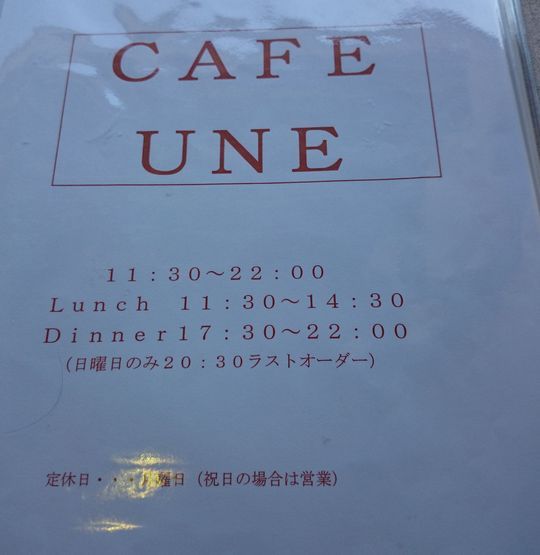 CAFE
UNE
11：30〜22：00
Lunch 11：30〜14：30
Dinner17：30〜22：00
（日曜日のみ20：30ラストオーダー）
定休日・・・曜日（祝日の場合は営業）